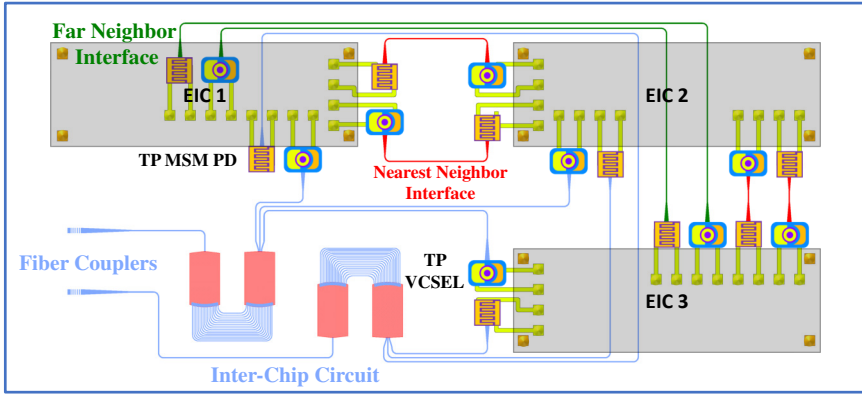 Far Neighbor
Interface
EIC 1
EIC 2
TP MSM PD
Nearest Neighbor
Interface
Fiber Couplers
TP
VCSEL
EIC 3
Inter-Chip Circuit